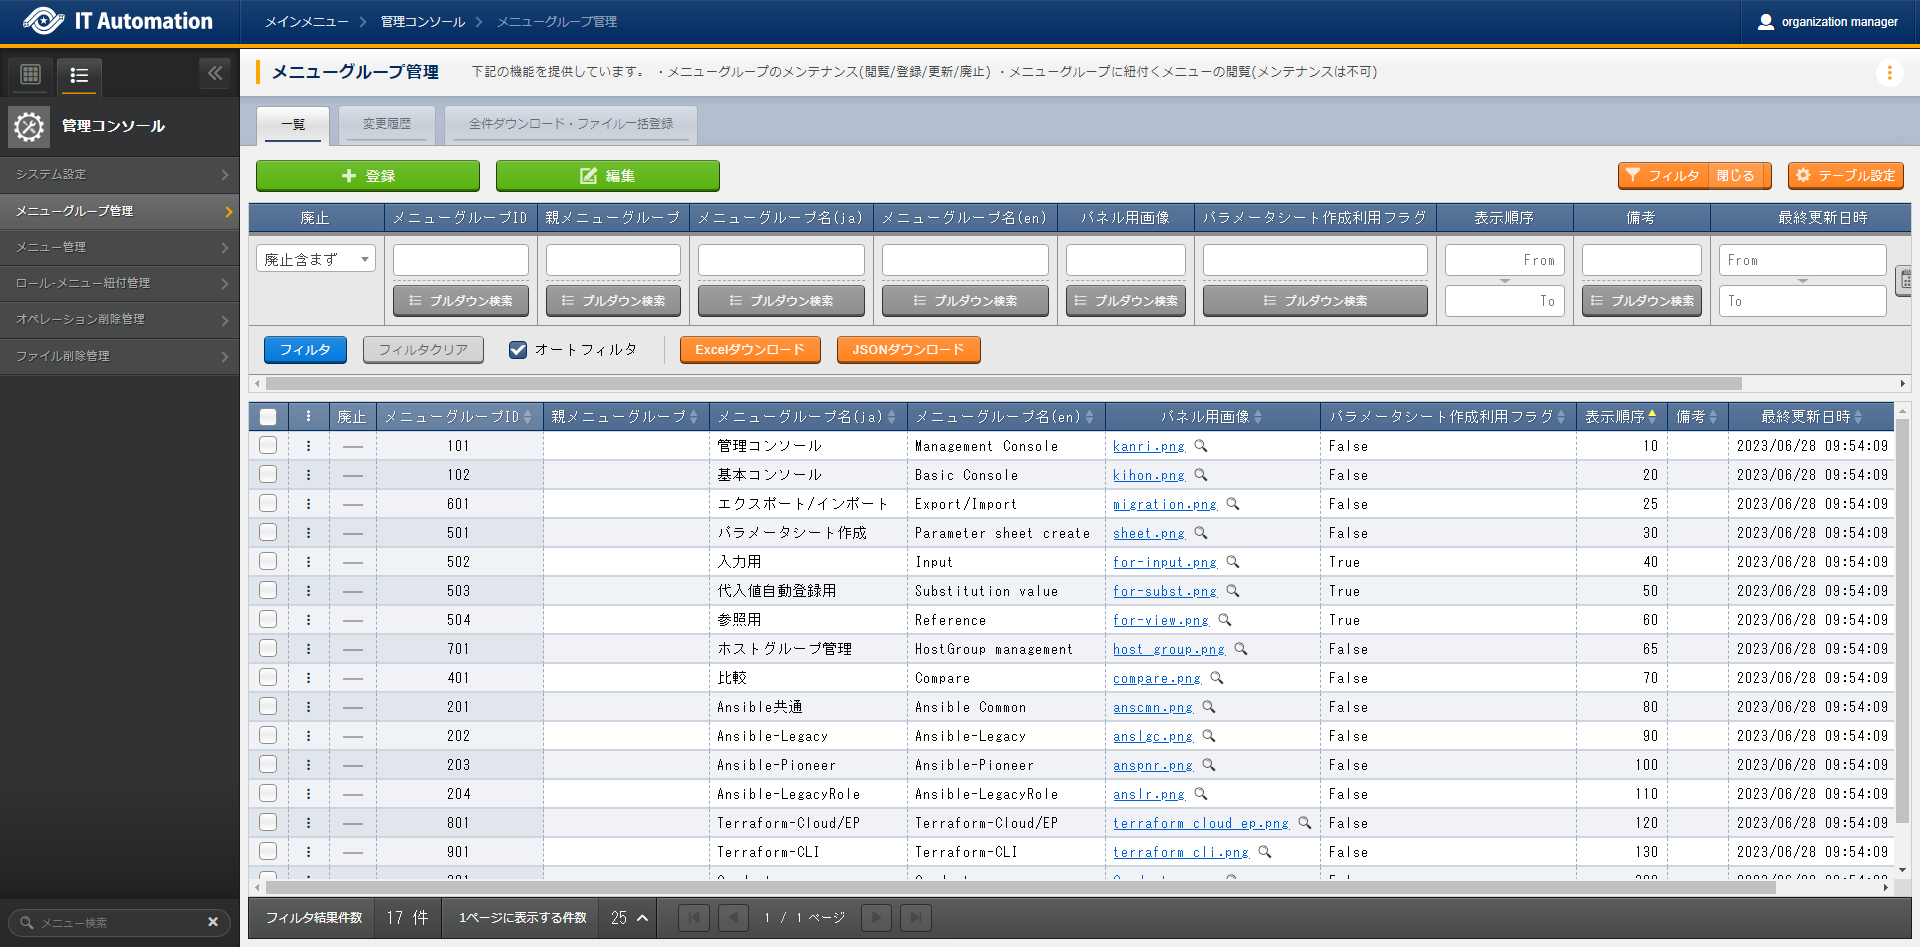 IT Automation
メインメニュー 管理コンソール メニューグループ管理
organization manager
管理コンソール
システム設定
メニューグループ管理
メニュー管理
ロール-メニュー紐付管理
オペレーション削除管理
ファイル削除管理
メニュー検索
メニューグループ管理 下記の機能を提供しています。 ・メニューグループのメンテナンス(閲覧/登録/更新/廃止) ・メニューグループに紐付くメニューの閲覧(メンテナンスは不可)
一覧 変更履歴 全件ダウンロード・ファイル一括登録
登録 編集 フィルタ 閉じる テーブル設定
廃止 メニューグループID 親メニューグループ メニューグループ名(ja) メニューグループ名(en) パネル用画像 パラメータシート作成利用フラグ 表示順序 備考 最終更新日時
廃止含まず From From
プルダウン検索 プルダウン検索 プルダウン検索 プルダウン検索 プルダウン検索 プルダウン検索 To プルダウン検索 To
フィルタ フィルタクリア オートフィルタ Excelダウンロード JSONダウンロード
廃止 メニューグループID 親メニューグループ メニューグループ名(ja) メニューグループ名(en) パネル用画像 パラメータシート作成利用フラグ 表示順序 備考 最終更新日時
101 管理コンソール Management Console kanri.png False 10 2023/06/28 09:54:09
102 基本コンソール Basic Console kihon.png False 20 2023/06/28 09:54:09
601 エクスポート/インポート Export/Import migration.png False 25 2023/06/28 09:54:09
501 パラメータシート作成 Parameter sheet create sheet.png False 30 2023/06/28 09:54:09
502 入力用 Input for-input.png True 40 2023/06/28 09:54:09
503 代入値自動登録用 Substitution value for-subst.png True 50 2023/06/28 09:54:09
504 参照用 Reference for-view.png True 60 2023/06/28 09:54:09
701 ホストグループ管理 HostGroup management host_group.png False 65 2023/06/28 09:54:09
401 比較 Compare compare.png False 70 2023/06/28 09:54:09
201 Ansible共通 Ansible Common anscmn.png False 80 2023/06/28 09:54:09
202 Ansible-Legacy Ansible-Legacy anslgc.png False 90 2023/06/28 09:54:09
203 Ansible-Pioneer Ansible-Pioneer anspnr.png False 100 2023/06/28 09:54:09
204 Ansible-LegacyRole Ansible-LegacyRole anslr.png False 110 2023/06/28 09:54:09
801 Terraform-Cloud/EP Terraform-Cloud/EP terraform_cloud_ep.png False 120 2023/06/28 09:54:09
901 Terraform-CLI Terraform-CLI terraform_cli.png False 130 2023/06/28 09:54:09
フィルタ結果件数 17 件 1ページに表示する件数 25 1 / 1 ページ